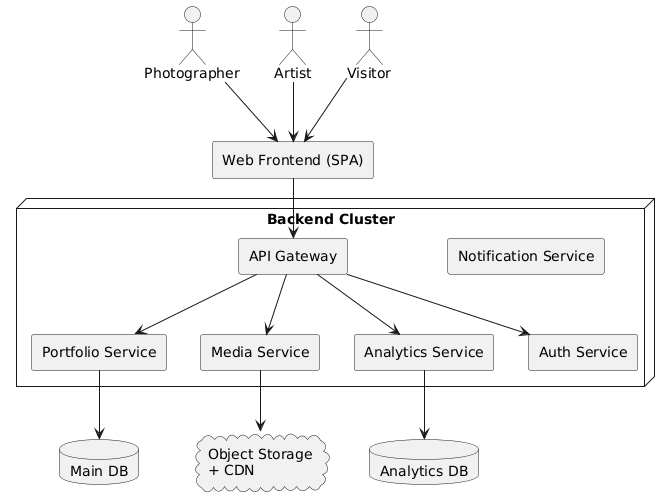 Photographer
Artist
Visitor
Web Frontend (SPA)
Backend Cluster
API Gateway
Notification Service
Portfolio Service
Media Service
Analytics Service
Auth Service
Main DB
Object Storage
+ CDN
Analytics DB